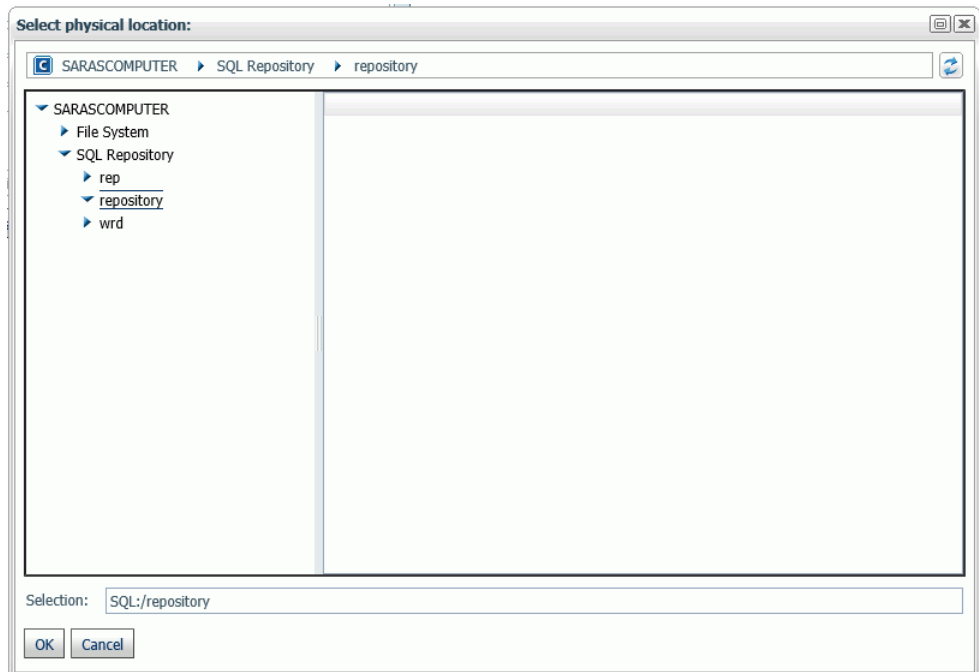 Select physical location:
C SARASCOMPUTER SQL Repository repository
SARASCOMPUTER
File System
SQL Repository
rep
repository
wrd
Selection: SQL:/repository
OK Cancel